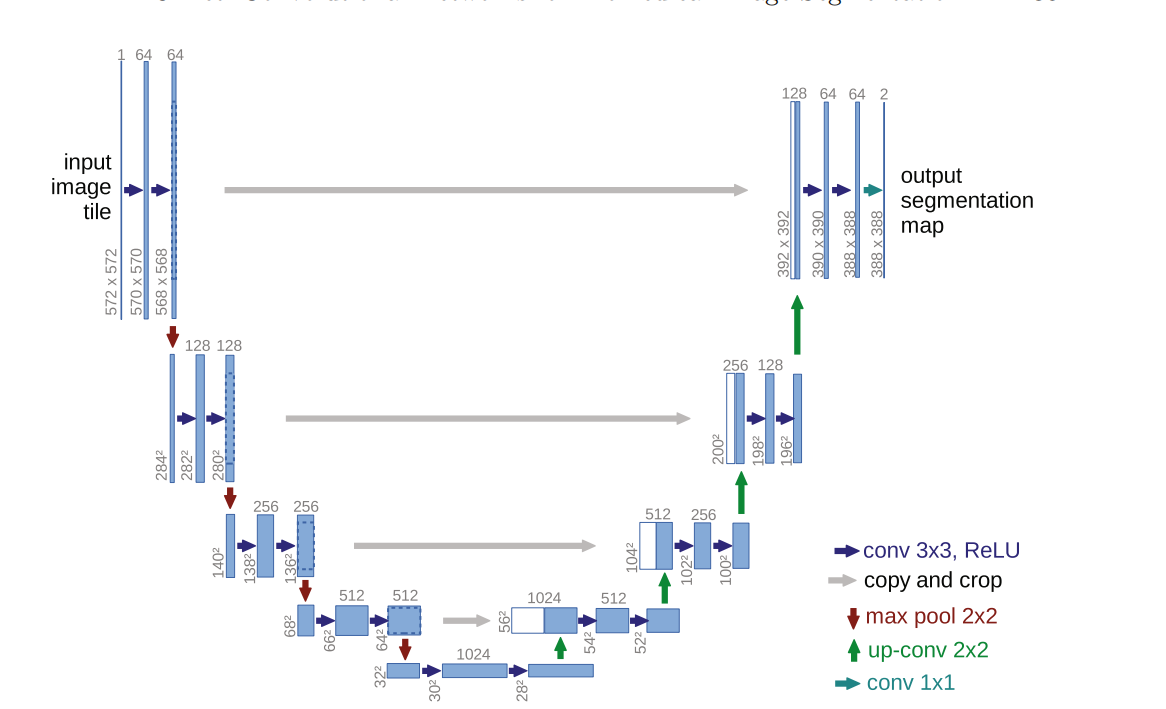 1 64 64
128 64 64 2
input
image
tile
output
segmentation
map
572 x 572
570 x 570
568 x 568
392 x 392
390 x 390
388 x 388
388 x 388
128 128
256 128
284²
282²
280²
200²
198²
196²
256 256
512 256
140²
138²
136²
104²
102²
100²
512 512
1024 512
68²
66²
64²
56²
54²
52²
1024
32²
30²
28²
conv 3x3, ReLU
copy and crop
max pool 2x2
up-conv 2x2
conv 1x1